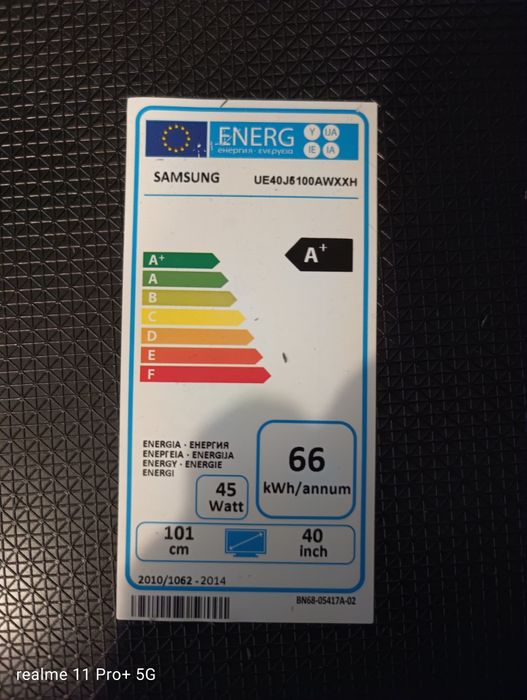 ENERG
енергия · ενεργεια
Y UA
IE IA
SAMSUNG UE40J5100AWXXH
A+
A+
A
B
C
D
E
F
ENERGIA · ЕНЕРГИЯ
ΕΝΕΡΓΕΙΑ · ENERGIJA
ENERGY · ENERGIE
ENERGI
66
kWh/annum
45
Watt
101
cm
40
inch
2010/1062 - 2014
BN68-05417A-02
realme 11 Pro+ 5G